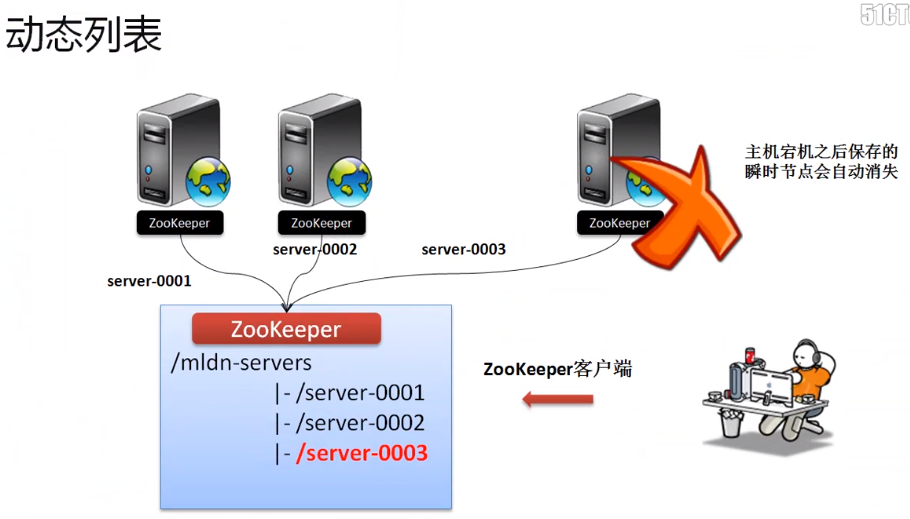 动态列表
51CT
ZooKeeper
ZooKeeper
ZooKeeper
主机宕机之后保存的
瞬时节点会自动消失
server-0001
server-0002
server-0003
ZooKeeper
/mldn-servers
|- /server-0001
|- /server-0002
|- /server-0003
ZooKeeper客户端